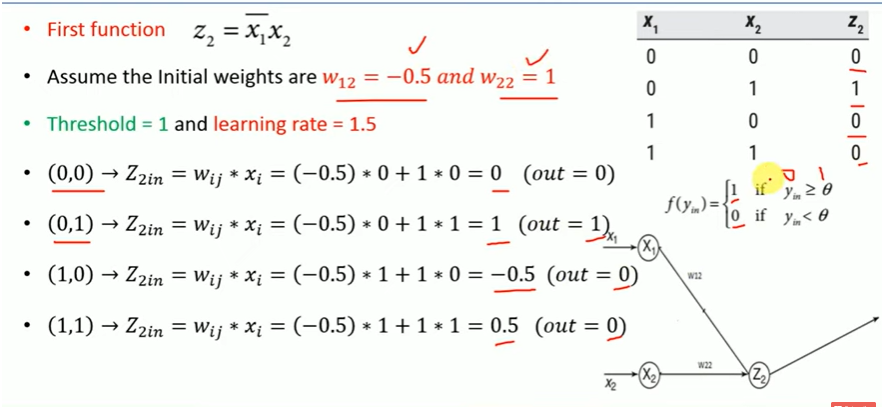 First function z₂ = x̅₁x₂
• Assume the Initial weights are w₁₂ = −0.5 and w₂₂ = 1
• Threshold = 1 and learning rate = 1.5
• (0,0) → Z₂ᵢₙ = wᵢⱼ * xᵢ = (−0.5) * 0 + 1 * 0 = 0 (out = 0)
• (0,1) → Z₂ᵢₙ = wᵢⱼ * xᵢ = (−0.5) * 0 + 1 * 1 = 1 (out = 1)
• (1,0) → Z₂ᵢₙ = wᵢⱼ * xᵢ = (−0.5) * 1 + 1 * 0 = −0.5 (out = 0)
• (1,1) → Z₂ᵢₙ = wᵢⱼ * xᵢ = (−0.5) * 1 + 1 * 1 = 0.5 (out = 0)
X₁ X₂ Z₂
0 0 0
0 1 1
1 0 0
1 1 0
0 1
f(yᵢₙ) = { 1 if yᵢₙ ≥ θ
0 if yᵢₙ < θ
x₁ X₁
w12
x₂ X₂ w22 Z₂